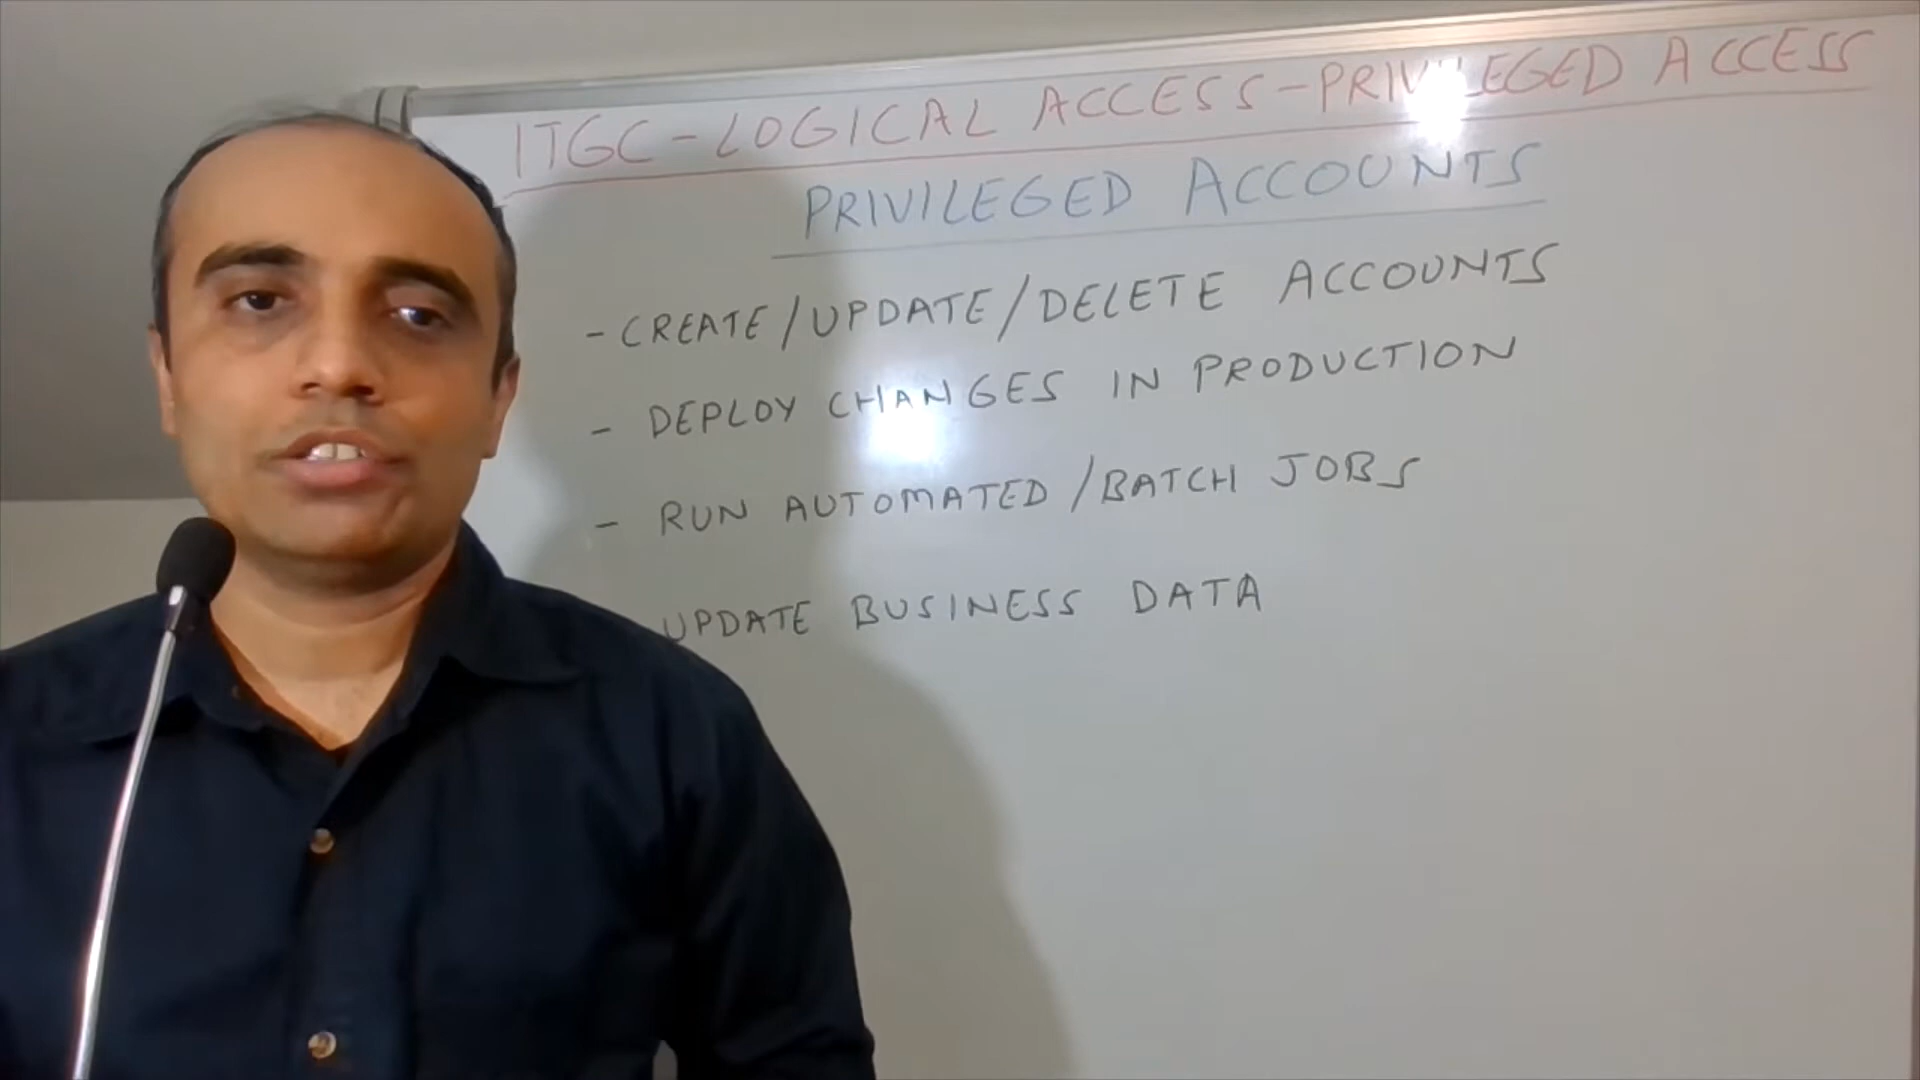 ITGC - LOGICAL ACCESS - PRIVILEGED ACCESS
PRIVILEGED ACCOUNTS
- CREATE/UPDATE/DELETE ACCOUNTS
- DEPLOY CHANGES IN PRODUCTION
- RUN AUTOMATED/BATCH JOBS
UPDATE BUSINESS DATA